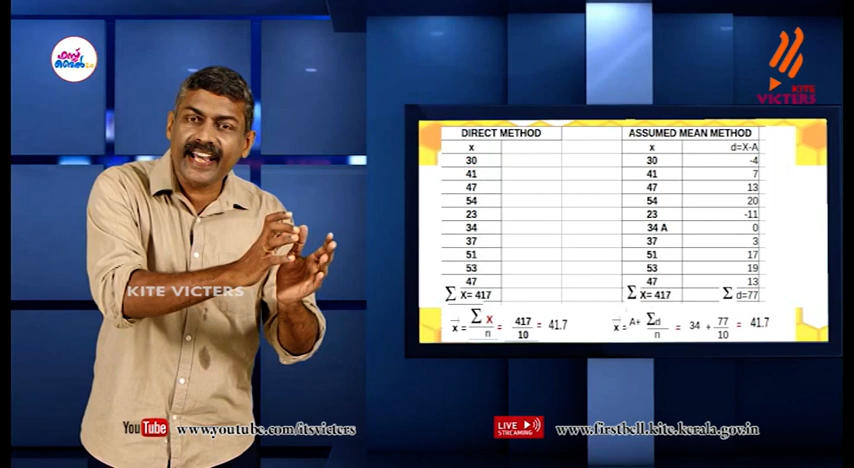 ഫസ്റ്റ്
ബെൽ 2.0
KITE
VICTERS
DIRECT METHOD ASSUMED MEAN METHOD
x x d=X-A
30 30 -4
41 41 7
47 47 13
54 54 20
23 23 -11
34 34 A 0
37 37 3
51 51 17
53 53 19
47 47 13
∑ X= 417 ∑ X= 417 ∑ d=77
x̄ = ∑ X / n = 417 / 10 = 41.7 x̄ = A+ ∑d / n = 34 + 77 / 10 = 41.7
KITE VICTERS
YouTube www.youtube.com/itsvicters
LIVE STREAMING www.firstbell.kite.kerala.gov.in